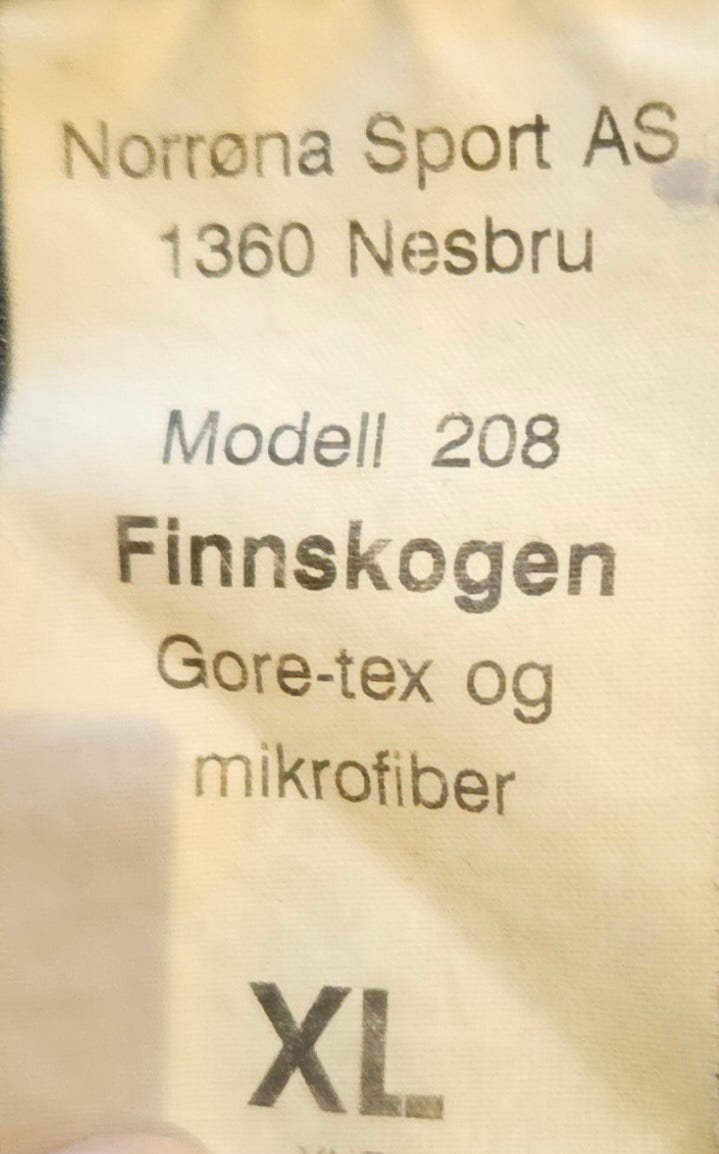 Norrøna Sport AS
1360 Nesbru
Modell 208
Finnskogen
Gore-tex og
mikrofiber
XL